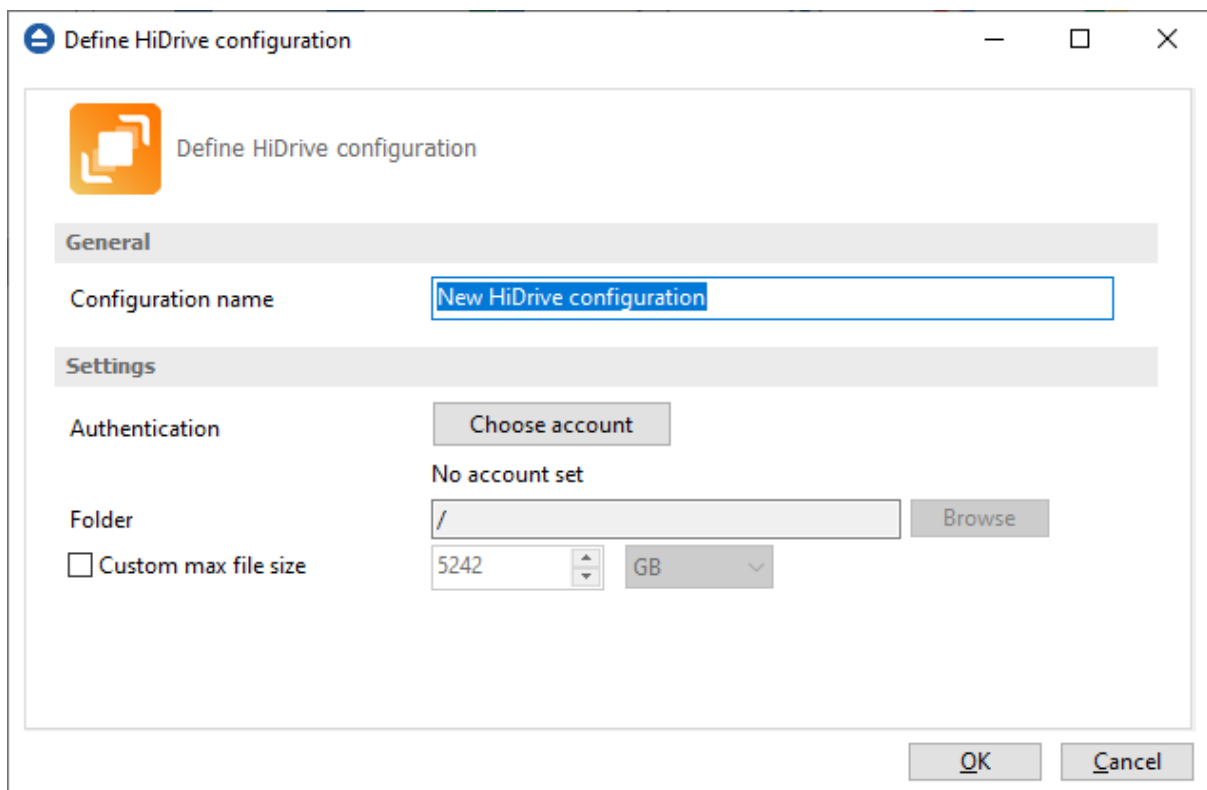 Define HiDrive configuration
Define HiDrive configuration
General
Configuration name New HiDrive configuration
Settings
Authentication Choose account
No account set
Folder / Browse
Custom max file size 5242 GB
OK Cancel